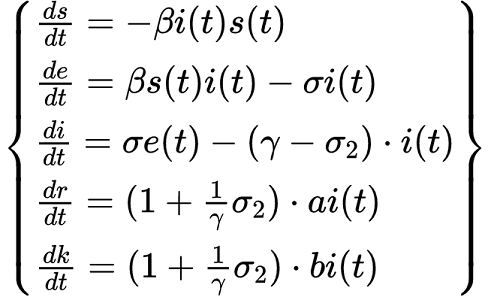 ds/dt = −βi(t)s(t)
de/dt = βs(t)i(t) − σi(t)
di/dt = σe(t) − (γ − σ₂) · i(t)
dr/dt = (1 + 1/γ σ₂) · ai(t)
dk/dt = (1 + 1/γ σ₂) · bi(t)